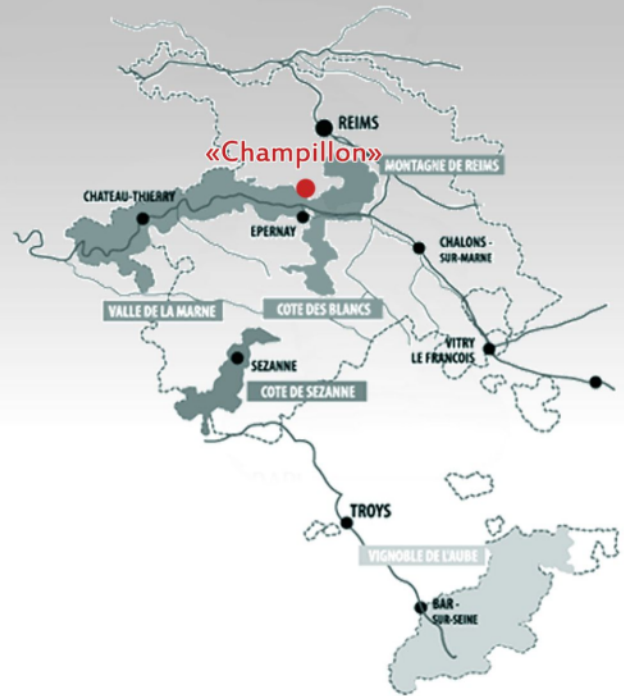 REIMS
«Champillon»
MONTAGNE DE REIMS
CHATEAU-THIERRY
EPERNAY
CHALONS -
SUR-MARNE
VALLE DE LA MARNE
COTE DES BLANCS
VITRY
LE FRANCOIS
SEZANNE
COTE DE SEZANNE
TROYS
VIGNOBLE DE L'AUBE
BAR -
SUR-SEINE